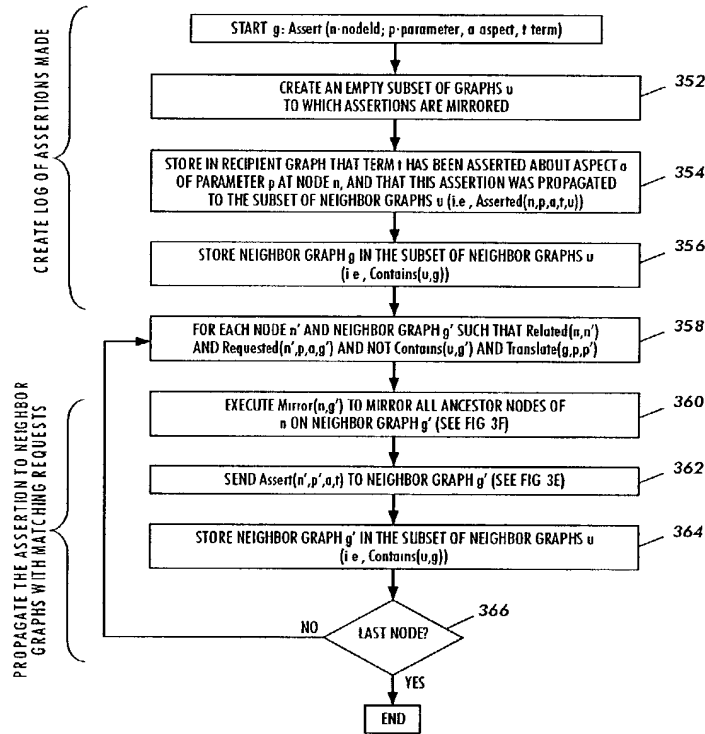 START g: Assert (n·nodeId; p·parameter, a aspect, t term)
CREATE LOG OF ASSERTIONS MADE
CREATE AN EMPTY SUBSET OF GRAPHS u
TO WHICH ASSERTIONS ARE MIRRORED
352
STORE IN RECIPIENT GRAPH THAT TERM t HAS BEEN ASSERTED ABOUT ASPECT a
OF PARAMETER p AT NODE n, AND THAT THIS ASSERTION WAS PROPAGATED
TO THE SUBSET OF NEIGHBOR GRAPHS u (i.e , Asserted(n,p,a,t,u))
354
STORE NEIGHBOR GRAPH g IN THE SUBSET OF NEIGHBOR GRAPHS u
(i e , Contains(u,g))
356
FOR EACH NODE n' AND NEIGHBOR GRAPH g' SUCH THAT Related(n,n')
AND Requested(n',p,a,g') AND NOT Contains(u,g') AND Translate(g,p,p')
358
PROPAGATE THE ASSERTION TO NEIGHBOR
GRAPHS WITH MATCHING REQUESTS
EXECUTE Mirror(n,g') TO MIRROR ALL ANCESTOR NODES OF
n ON NEIGHBOR GRAPH g' (SEE FIG 3F)
360
SEND Assert(n',p',a,t) TO NEIGHBOR GRAPH g' (SEE FIG 3E)
362
STORE NEIGHBOR GRAPH g' IN THE SUBSET OF NEIGHBOR GRAPHS u
(i e , Contains(u,g))
364
LAST NODE?
366
NO
YES
END